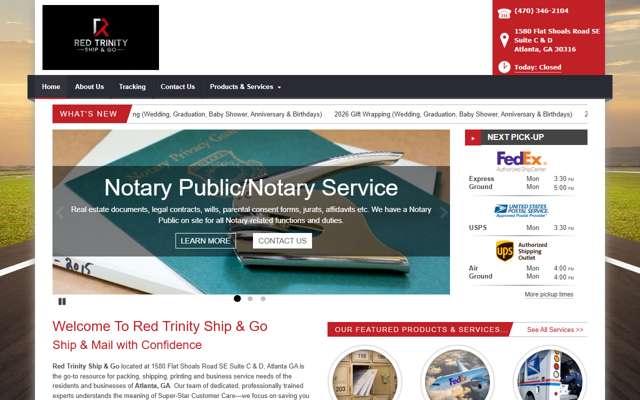 RED TRINITY
SHIP & GO
(470) 346-2104
1580 Flat Shoals Road SE
Suite C & D
Atlanta, GA 30316
Today: Closed
Home About Us Tracking Contact Us Products & Services
WHAT'S NEW
ng (Wedding, Graduation, Baby Shower, Anniversary & Birthdays) 2026 Gift Wrapping (Wedding, Graduation, Baby Shower, Anniversary & Birthdays) 2
NEXT PICK-UP
FedEx
Authorized ShipCenter
Express Mon 3:30 PM
Ground Mon 5:00 PM
UNITED STATES
POSTAL SERVICE
Approved Postal Provider
USPS Mon 3:30 PM
ups Authorized
Shipping
Outlet
Air Mon 4:00 PM
Ground Mon 4:00 PM
More pickup times
Notary Public/Notary Service
Real estate documents, legal contracts, wills, parental consent forms, jurats, affidavits etc. We have a Notary
Public on site for all Notary-related functions and duties.
LEARN MORE CONTACT US
2015
Welcome To Red Trinity Ship & Go
Ship & Mail with Confidence
Red Trinity Ship & Go located at 1580 Flat Shoals Road SE Suite C & D, Atlanta GA is
the go-to resource for packing, shipping, printing and business service needs of the
residents and businesses of Atlanta, GA. Our team of dedicated, professionally trained
experts understands the meaning of Super-Star Customer Care—we focus on saving you
OUR FEATURED PRODUCTS & SERVICES...
See All Services >>
FedEx